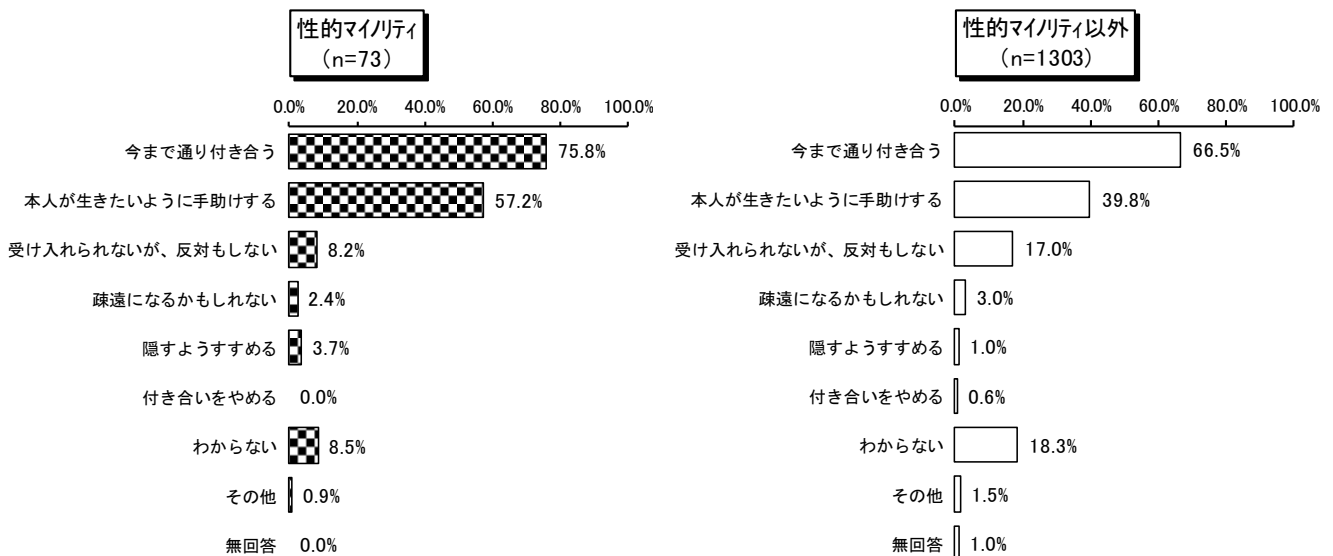 性的マイノリティ
（n=73）
0.0% 20.0% 40.0% 60.0% 80.0% 100.0%
今まで通り付き合う 75.8%
本人が生きたいように手助けする 57.2%
受け入れられないが、反対もしない 8.2%
疎遠になるかもしれない 2.4%
隠すようすすめる 3.7%
付き合いをやめる 0.0%
わからない 8.5%
その他 0.9%
無回答 0.0%
性的マイノリティ以外
（n=1303）
0.0% 20.0% 40.0% 60.0% 80.0% 100.0%
今まで通り付き合う 66.5%
本人が生きたいように手助けする 39.8%
受け入れられないが、反対もしない 17.0%
疎遠になるかもしれない 3.0%
隠すようすすめる 1.0%
付き合いをやめる 0.6%
わからない 18.3%
その他 1.5%
無回答 1.0%